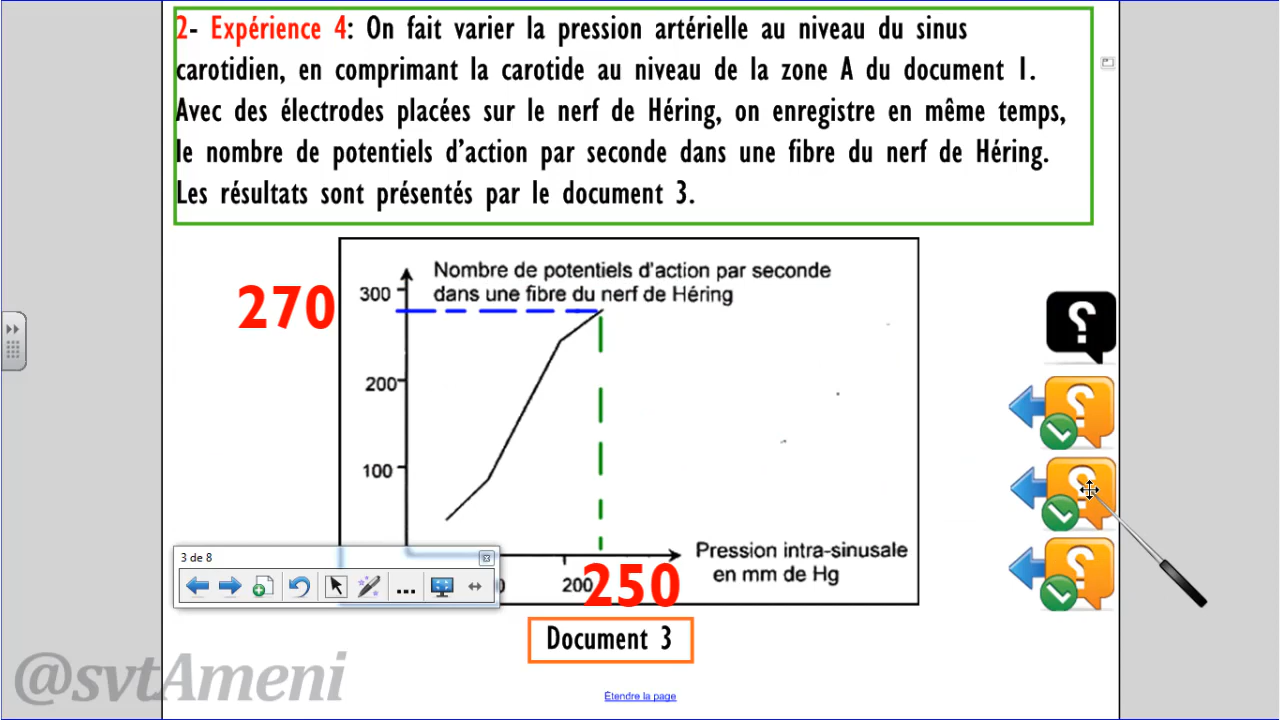 2- Expérience 4: On fait varier la pression artérielle au niveau du sinus
carotidien, en comprimant la carotide au niveau de la zone A du document 1.
Avec des électrodes placées sur le nerf de Héring, on enregistre en même temps,
le nombre de potentiels d'action par seconde dans une fibre du nerf de Héring.
Les résultats sont présentés par le document 3.
Nombre de potentiels d'action par seconde
dans une fibre du nerf de Héring
300
270
200
100
3 de 8
Pression intra-sinusale
en mm de Hg
200
250
Document 3
@svtAmeni
Étendre la page